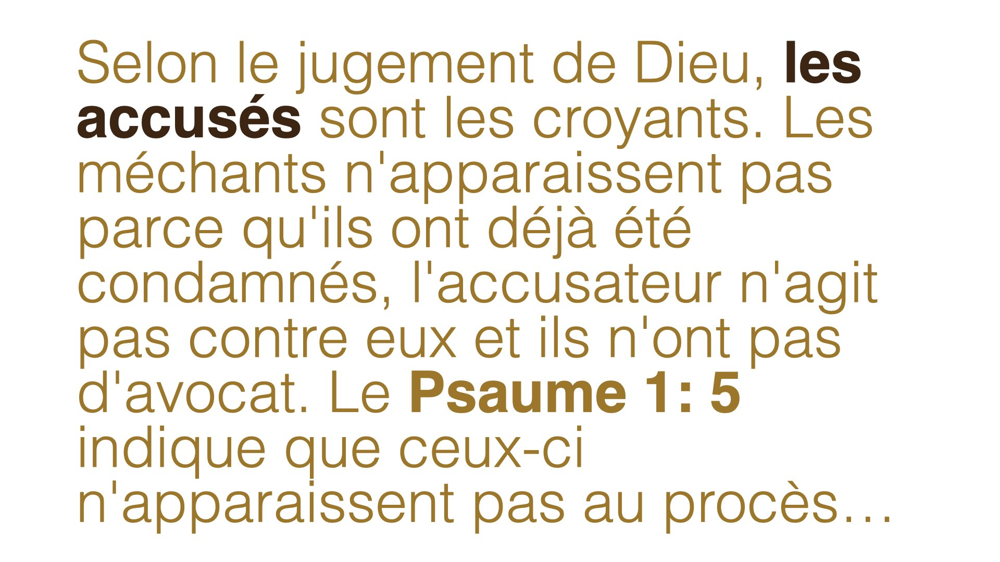 Selon le jugement de Dieu, les
accusés sont les croyants. Les
méchants n'apparaissent pas
parce qu'ils ont déjà été
condamnés, l'accusateur n'agit
pas contre eux et ils n'ont pas
d'avocat. Le Psaume 1: 5
indique que ceux-ci
n'apparaissent pas au procès…